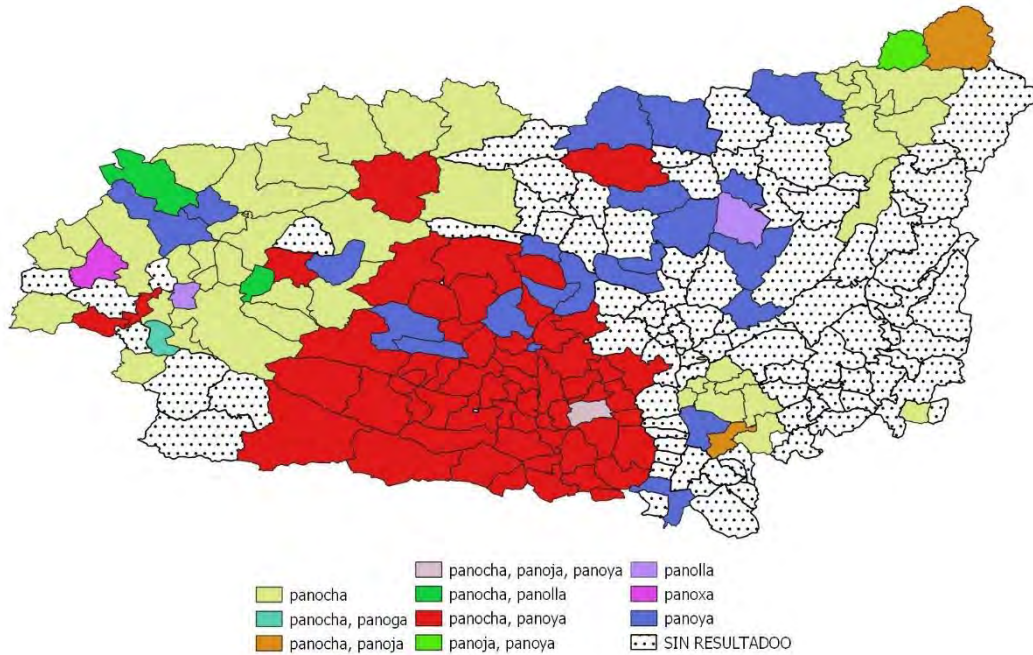 panocha
panocha, panoga
panocha, panoja
panocha, panoja, panoya
panocha, panolla
panocha, panoya
panoja, panoya
panolla
panoxa
panoya
SIN RESULTADOO